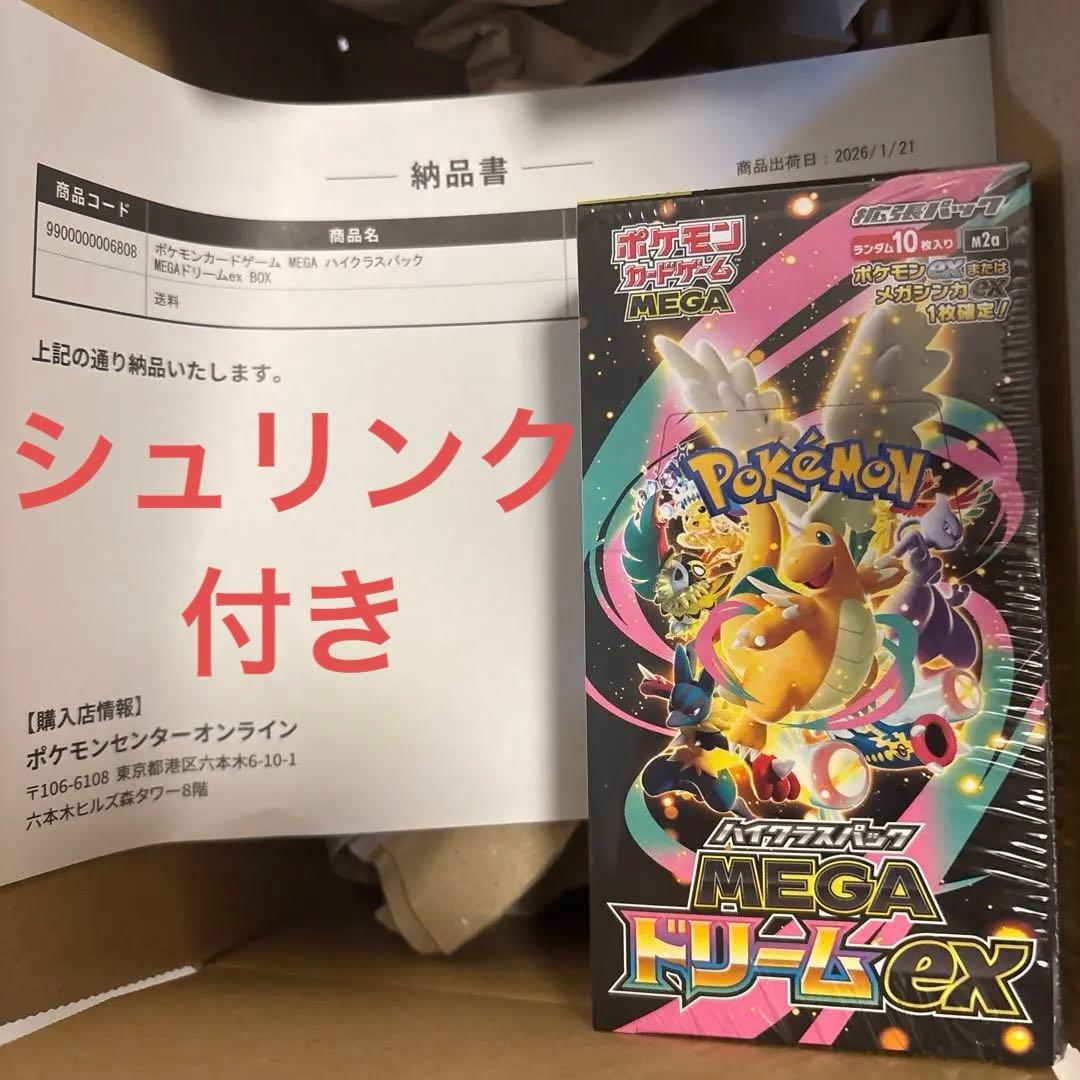 納品書
商品出荷日：2026/1/21
商品コード
商品名
9900000006808
ポケモンカードゲーム MEGA ハイクラスパック
MEGAドリームex BOX
送料
上記の通り納品いたします。
シュリンク
付き
【購入店情報】
ポケモンセンターオンライン
〒106-6108 東京都港区六本木6-10-1
六本木ヒルズ森タワー8階
ポケモン
カードゲーム
MEGA
拡張パック
ランダム10枚入り
M2a
ポケモンexまたは
メガシンカex
1枚確定!
POKéMON
ハイクラスパック
MEGA
ドリームex